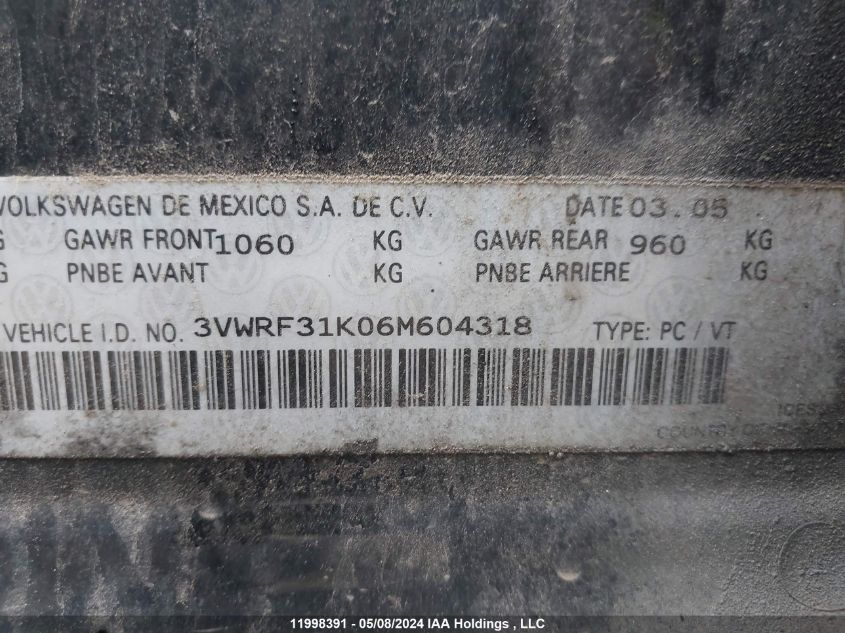 VOLKSWAGEN DE MEXICO S.A. DE C.V. DATE 03.05
G GAWR FRONT 1060 KG GAWR REAR 960 KG
G PNBE AVANT KG PNBE ARRIERE KG
VEHICLE I.D. NO. 3VWRF31K06M604318 TYPE: PC / VT
11998391 - 05/08/2024 IAA Holdings , LLC